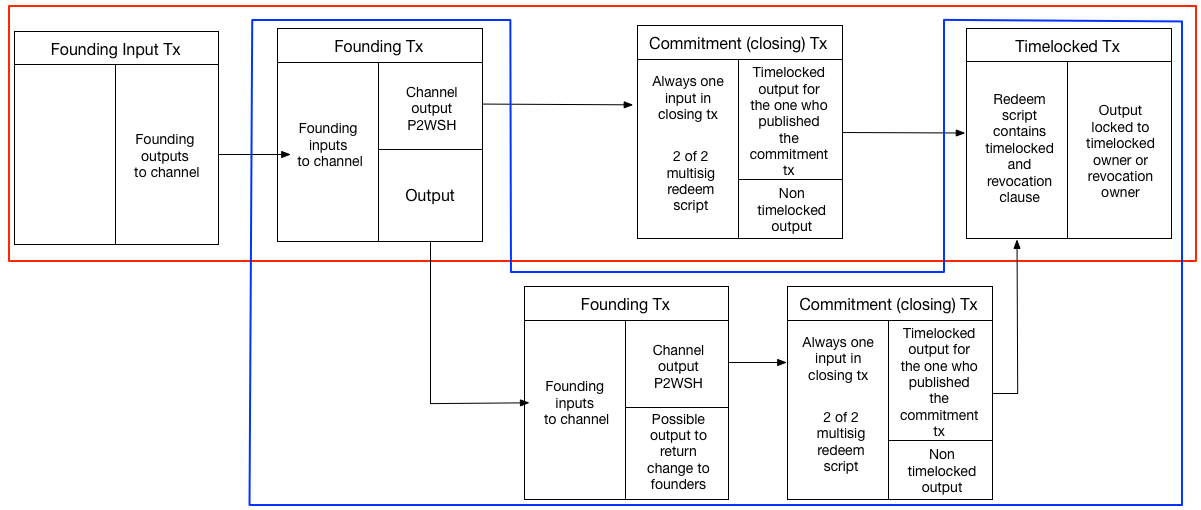 Founding Input Tx
Founding
outputs
to channel
Founding Tx
Founding
inputs
to channel
Channel
output
P2WSH
Output
Commitment (closing) Tx
Always one
input in
closing tx
2 of 2
multisig
redeem
script
Timelocked
output for
the one who
published
the
commitment
tx
Non
timelocked
output
Timelocked Tx
Redeem
script
contains
timelocked
and
revocation
clause
Output
locked to
timelocked
owner or
revocation
owner
Founding Tx
Founding
inputs
to channel
Channel
output
P2WSH
Possible
output to
return
change to
founders
Commitment (closing) Tx
Always one
input in
closing tx
2 of 2
multisig
redeem
script
Timelocked
output for
the one who
published
the
commitment
tx
Non
timelocked
output